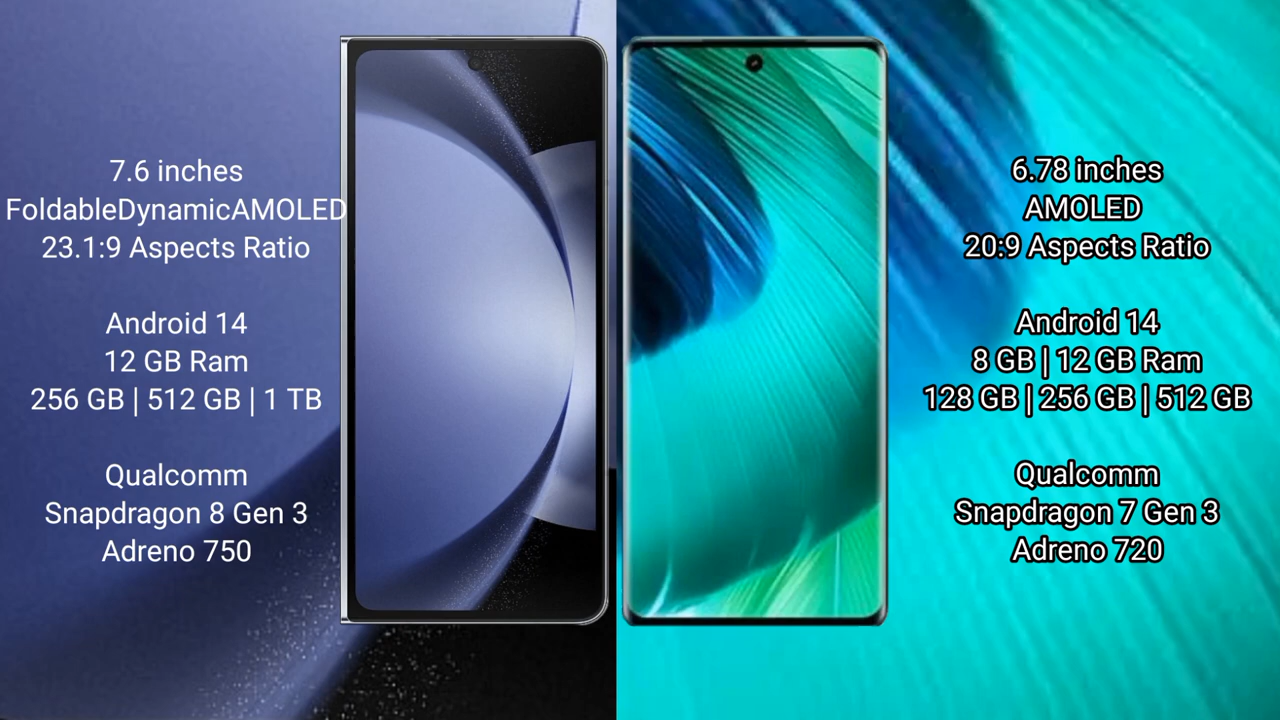 7.6 inches
FoldableDynamicAMOLED
23.1:9 Aspects Ratio
Android 14
12 GB Ram
256 GB | 512 GB | 1 TB
Qualcomm
Snapdragon 8 Gen 3
Adreno 750
6.78 inches
AMOLED
20:9 Aspects Ratio
Android 14
8 GB | 12 GB Ram
128 GB | 256 GB | 512 GB
Qualcomm
Snapdragon 7 Gen 3
Adreno 720